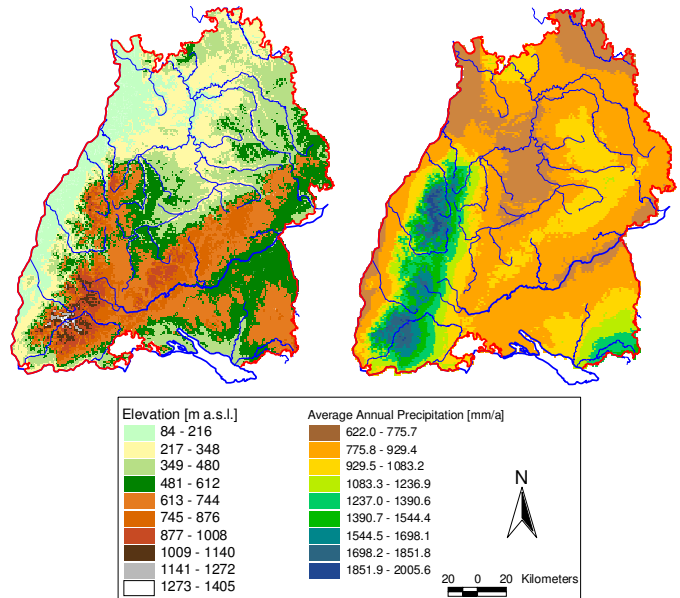 Elevation [m a.s.l.]
84 - 216
217 - 348
349 - 480
481 - 612
613 - 744
745 - 876
877 - 1008
1009 - 1140
1141 - 1272
1273 - 1405
Average Annual Precipitation [mm/a]
622.0 - 775.7
775.8 - 929.4
929.5 - 1083.2
1083.3 - 1236.9
1237.0 - 1390.6
1390.7 - 1544.4
1544.5 - 1698.1
1698.2 - 1851.8
1851.9 - 2005.6
N
20 0 20 Kilometers